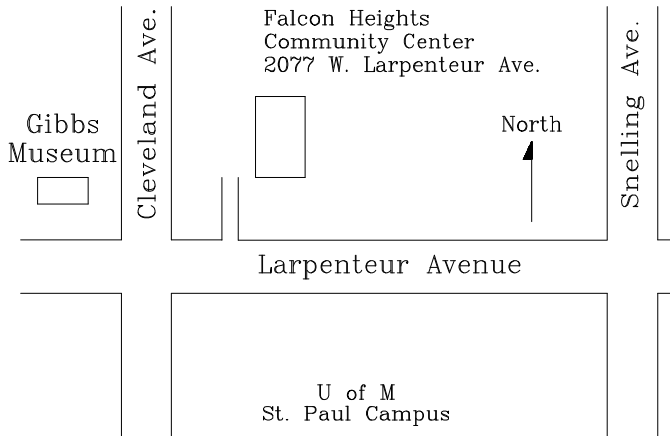 Falcon Heights
Community Center
2077 W. Larpenteur Ave.
Cleveland Ave.
Snelling Ave.
Gibbs
Museum
North
Larpenteur Avenue
U of M
St. Paul Campus